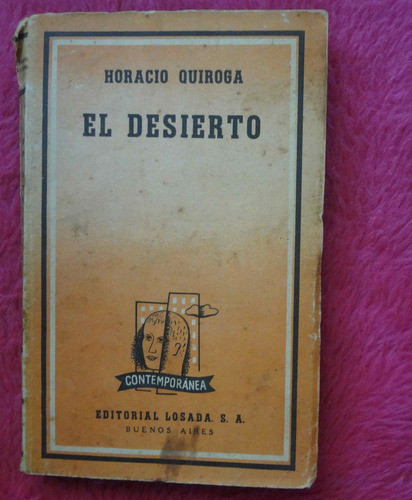 HORACIO QUIROGA
EL DESIERTO
CONTEMPORÁNEA
EDITORIAL LOSADA. S. A.
BUENOS AIRES